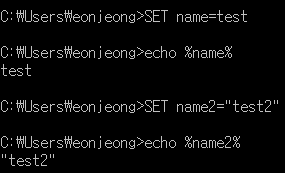 C:₩Users₩eonjeong>SET name=test
C:₩Users₩eonjeong>echo %name%
test
C:₩Users₩eonjeong>SET name2="test2"
C:₩Users₩eonjeong>echo %name2%
"test2"